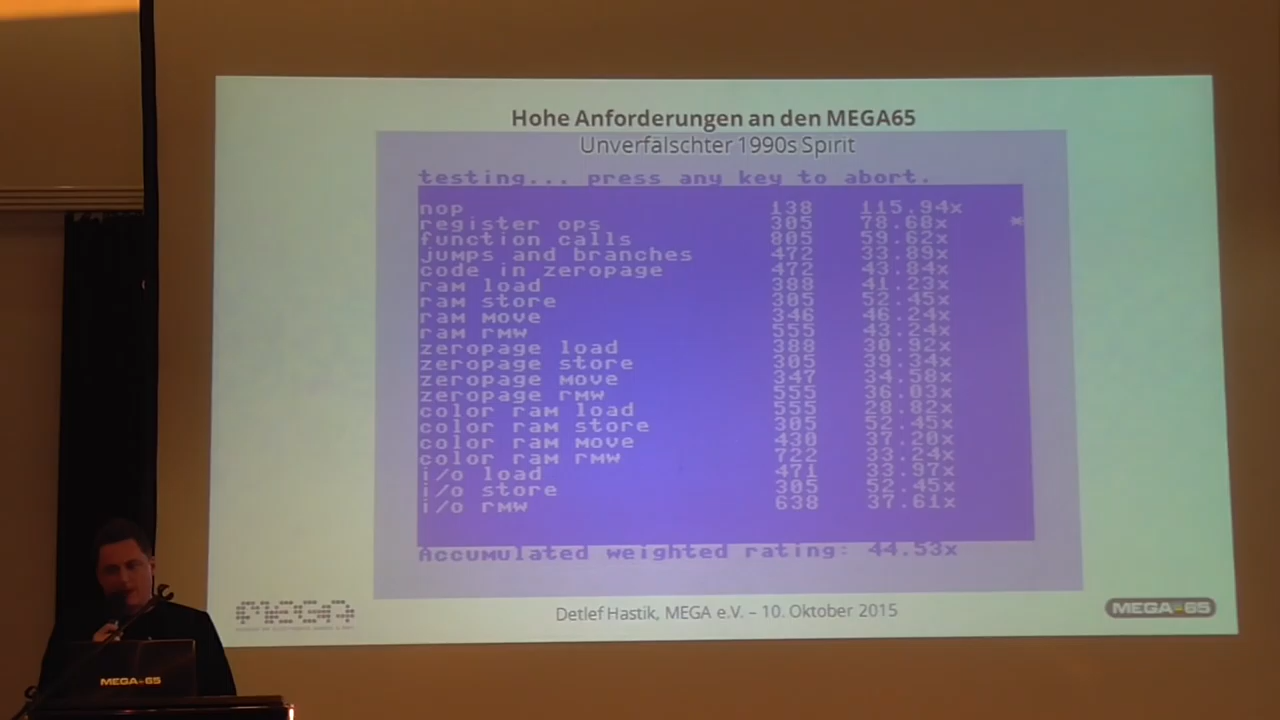 Hohe Anforderungen an den MEGA65
Unverfälschter 1990s Spirit
testing... press any key to abort.
nop 138 115.94x
register ops 305 78.68x *
function calls 805 59.62x
jumps and branches 472 33.89x
code in zeropage 472 43.84x
ram load 388 41.23x
ram store 305 52.45x
ram move 346 46.24x
ram rmw 555 43.24x
zeropage load 388 30.92x
zeropage store 305 39.34x
zeropage move 347 34.58x
zeropage rmw 555 36.03x
color ram load 555 28.82x
color ram store 305 52.45x
color ram move 430 37.20x
color ram rmw 722 33.24x
i/o load 471 33.97x
i/o store 305 52.45x
i/o rmw 638 37.61x
Accumulated weighted rating: 44.53x
MEGA
Detlef Hastik, MEGA e.V. – 10. Oktober 2015
MEGA-65
MEGA-65